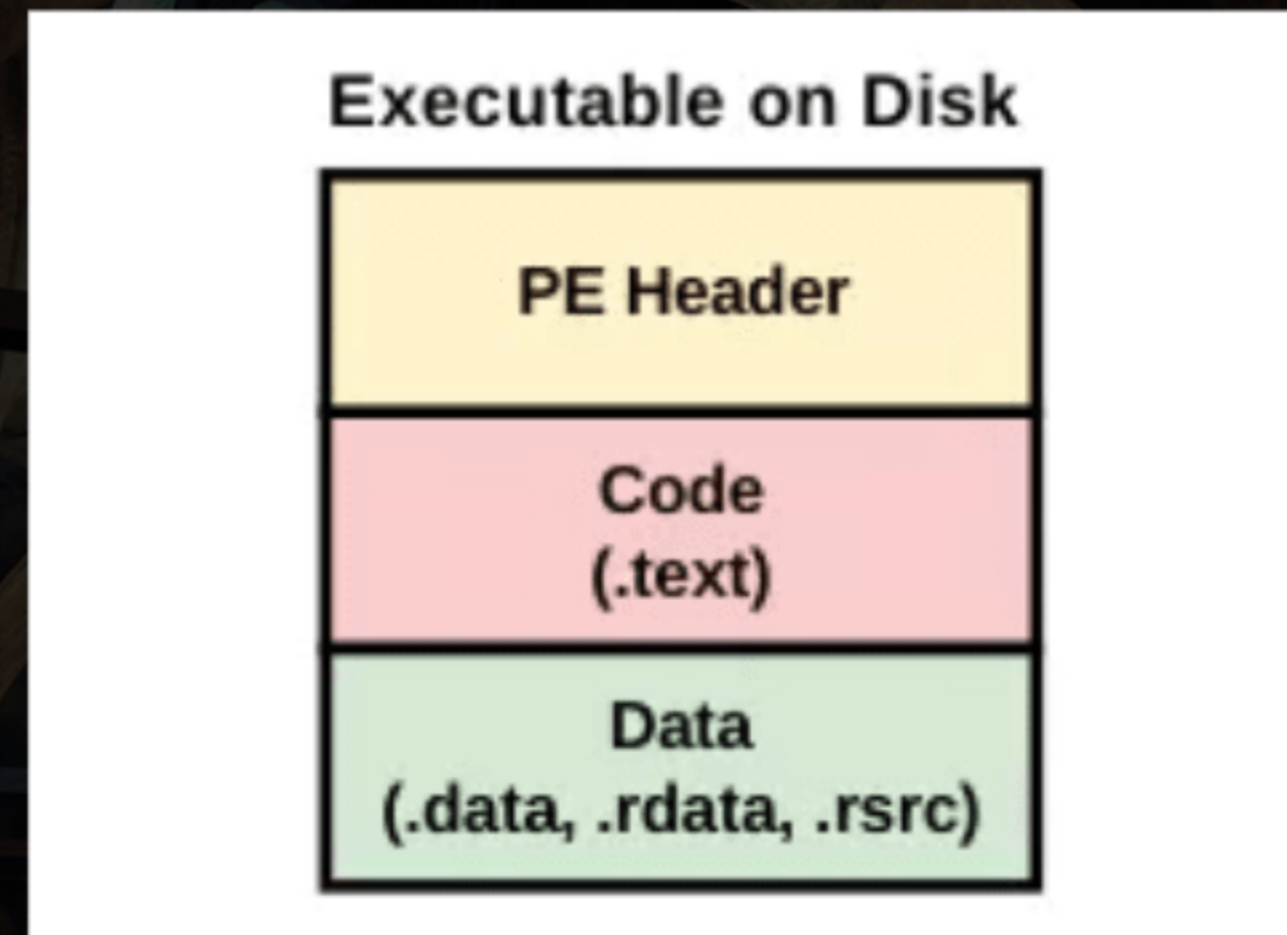 Executable on Disk
PE Header
Code
(.text)
Data
(.data, .rdata, .rsrc)